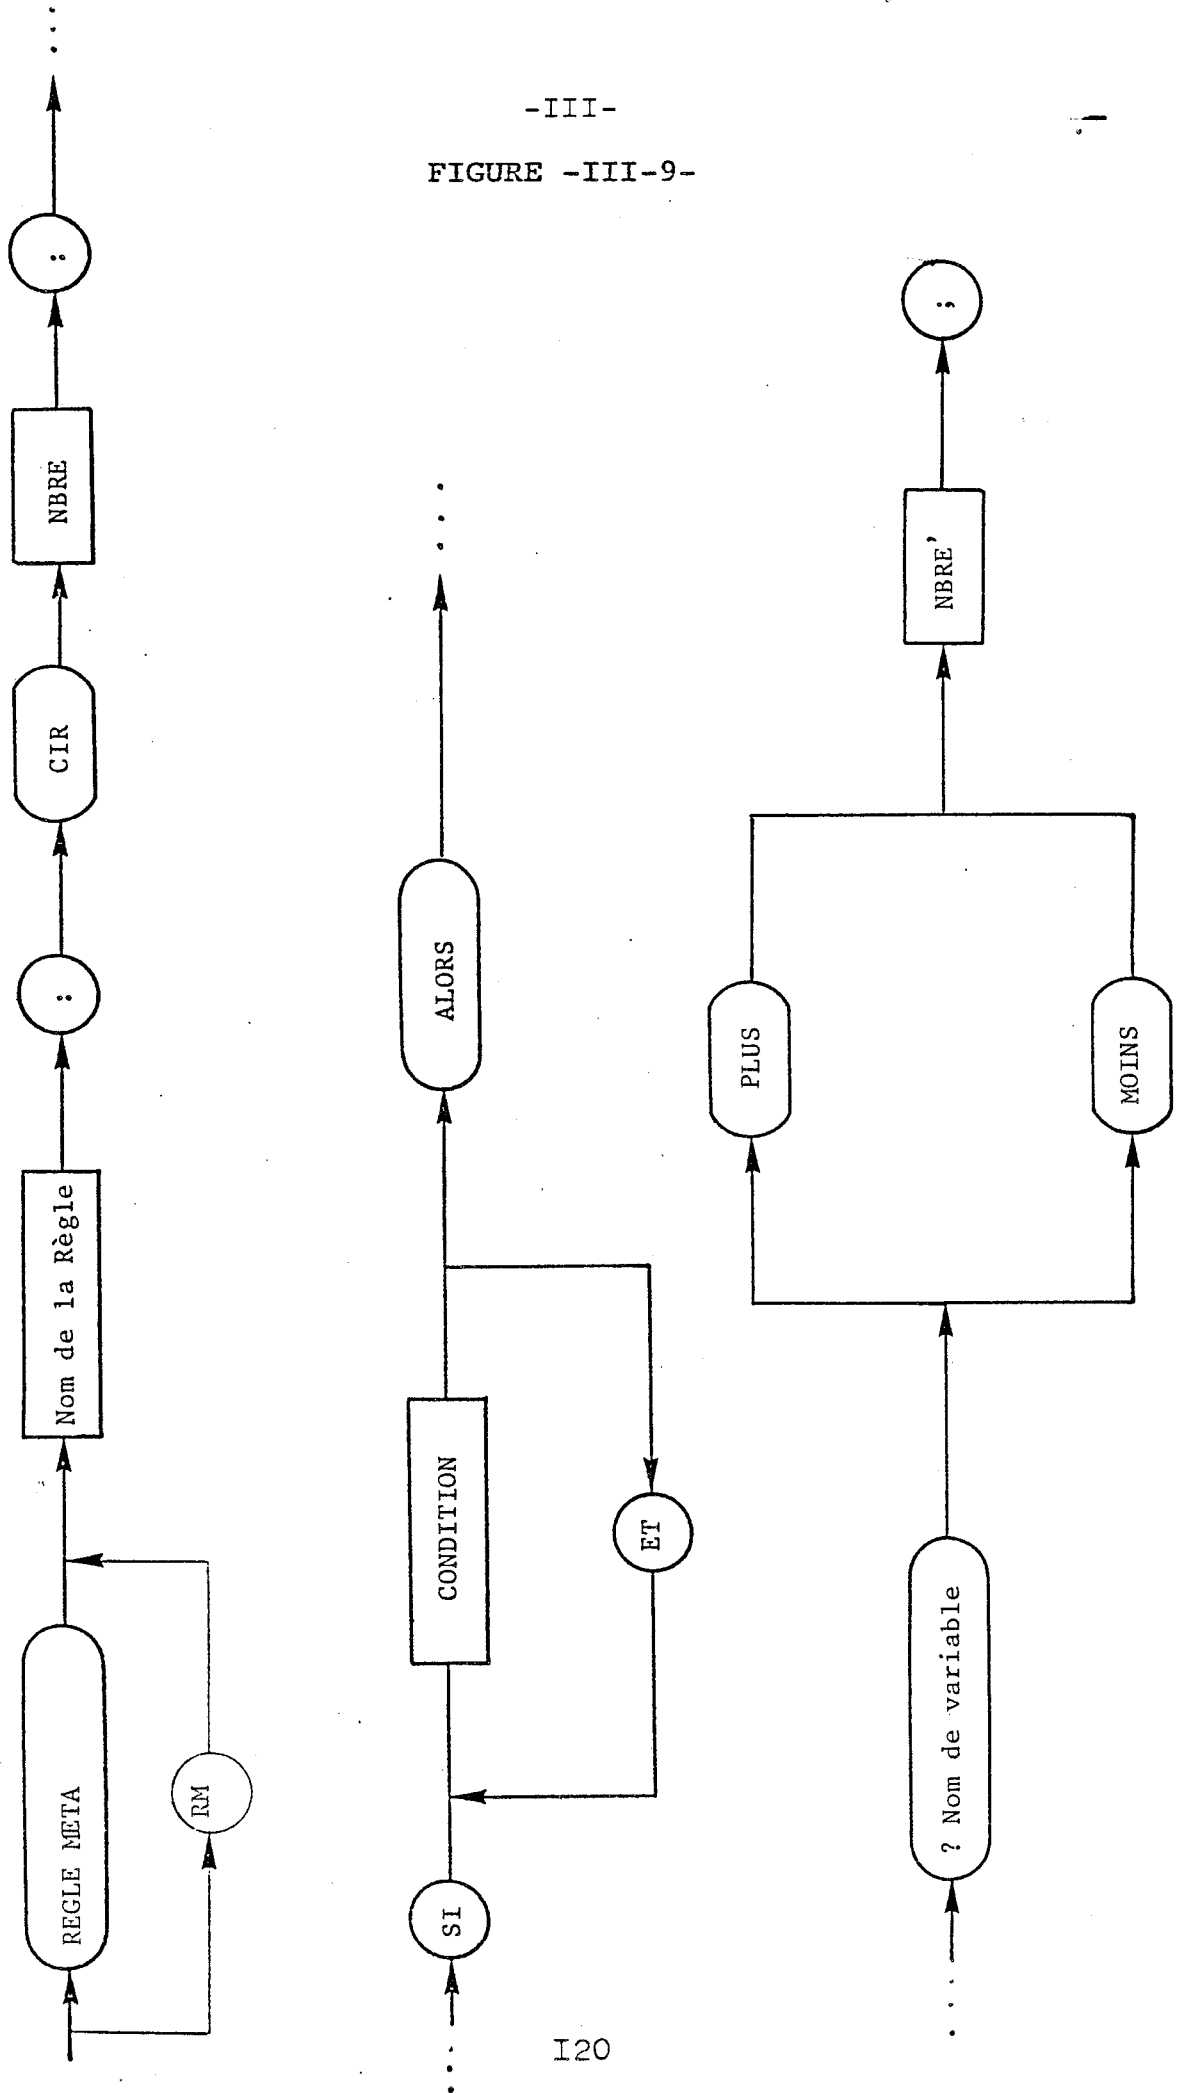 -III-
FIGURE -III-9-
REGLE META
RM
Nom de la Règle
:
CIR
NBRE
:
...
...
SI
CONDITION
ET
ALORS
...
...
? Nom de variable
PLUS
MOINS
NBRE'
;
I20